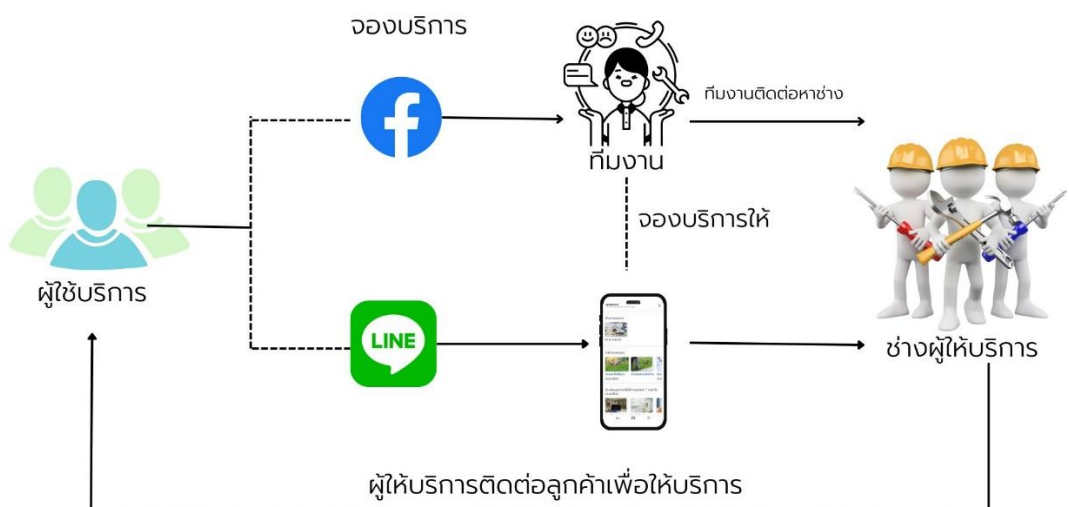 จองบริการ
ทีมงานติดต่อหาช่าง
ทีมงาน
จองบริการให้
ผู้ใช้บริการ
LINE
ช่างผู้ให้บริการ
ผู้ให้บริการติดต่อลูกค้าเพื่อให้บริการ